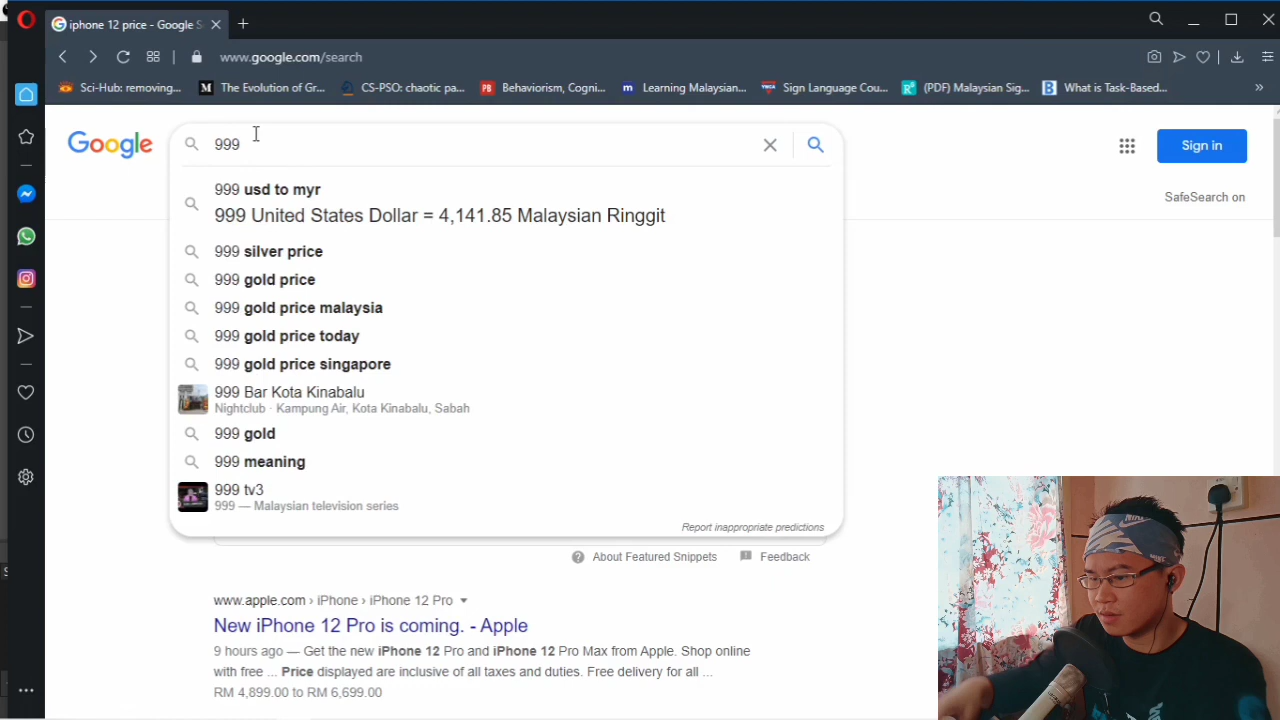 iphone 12 price - Google S
www.google.com/search
Sci-Hub: removing...
The Evolution of Gr...
CS-PSO: chaotic pa...
PB
Behaviorism, Cogni...
m
Learning Malaysian...
Sign Language Cou...
(PDF) Malaysian Sig...
What is Task-Based...
Google
999
Sign in
SafeSearch on
999 usd to myr
999 United States Dollar = 4,141.85 Malaysian Ringgit
999 silver price
999 gold price
999 gold price malaysia
999 gold price today
999 gold price singapore
999 Bar Kota Kinabalu
Nightclub · Kampung Air, Kota Kinabalu, Sabah
999 gold
999 meaning
999 tv3
999 — Malaysian television series
Report inappropriate predictions
About Featured Snippets
Feedback
www.apple.com › iPhone › iPhone 12 Pro
New iPhone 12 Pro is coming. - Apple
9 hours ago — Get the new iPhone 12 Pro and iPhone 12 Pro Max from Apple. Shop online
with free ... Price displayed are inclusive of all taxes and duties. Free delivery for all ...
RM 4,899.00 to RM 6,699.00